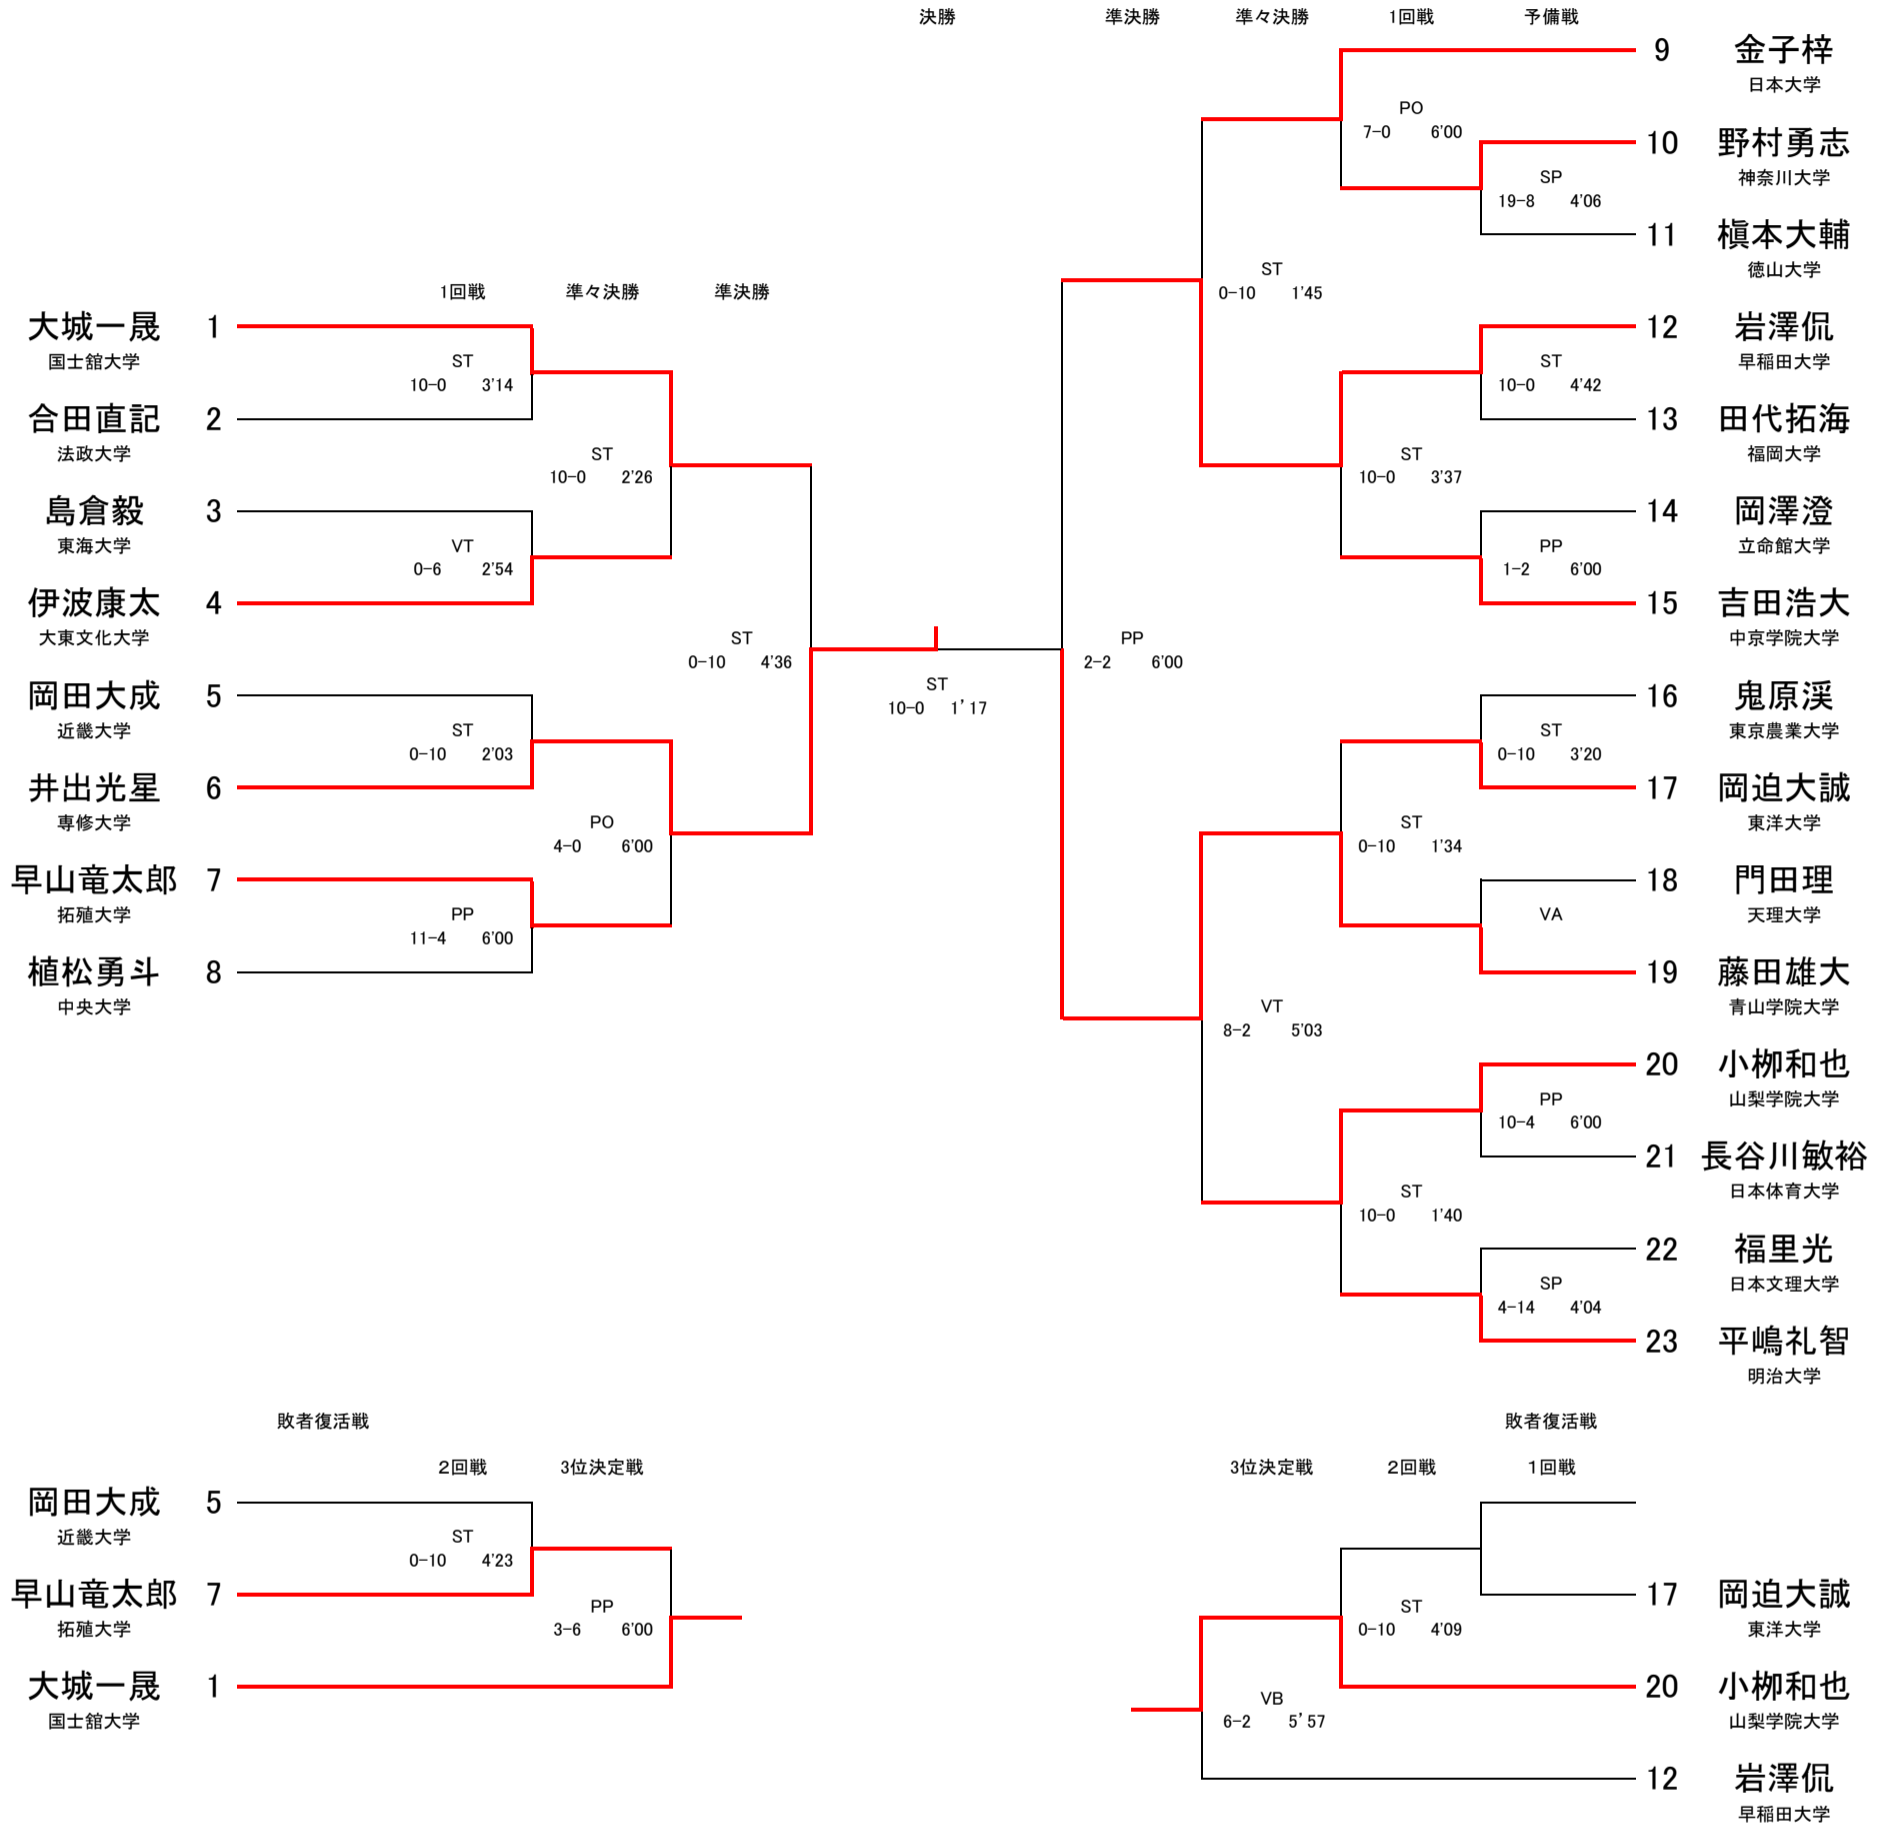 決勝 準決勝 準々決勝 1回戦 予備戦
9 金子梓
日本大学
PO
7-0 6'00
10 野村勇志
神奈川大学
SP
19-8 4'06
11 槇本大輔
徳山大学
ST
0-10 1'45
12 岩澤侃
早稲田大学
ST
10-0 4'42
13 田代拓海
福岡大学
ST
10-0 3'37
14 岡澤澄
立命館大学
PP
1-2 6'00
15 吉田浩大
中京学院大学
PP
2-2 6'00
16 鬼原渓
東京農業大学
ST
0-10 3'20
17 岡迫大誠
東洋大学
ST
0-10 1'34
18 門田理
天理大学
VA
19 藤田雄大
青山学院大学
VT
8-2 5'03
20 小栁和也
山梨学院大学
PP
10-4 6'00
21 長谷川敏裕
日本体育大学
ST
10-0 1'40
22 福里光
日本文理大学
SP
4-14 4'04
23 平嶋礼智
明治大学
1回戦 準々決勝 準決勝
大城一晟 1
国士舘大学
ST
10-0 3'14
合田直記 2
法政大学
ST
10-0 2'26
島倉毅 3
東海大学
VT
0-6 2'54
伊波康太 4
大東文化大学
ST
0-10 4'36
ST
10-0 1'17
岡田大成 5
近畿大学
ST
0-10 2'03
井出光星 6
専修大学
PO
4-0 6'00
早山竜太郎 7
拓殖大学
PP
11-4 6'00
植松勇斗 8
中央大学
敗者復活戦
2回戦 3位決定戦
岡田大成 5
近畿大学
ST
0-10 4'23
早山竜太郎 7
拓殖大学
PP
3-6 6'00
大城一晟 1
国士舘大学
敗者復活戦
3位決定戦 2回戦 1回戦
17 岡迫大誠
東洋大学
ST
0-10 4'09
20 小栁和也
山梨学院大学
VB
6-2 5'57
12 岩澤侃
早稲田大学